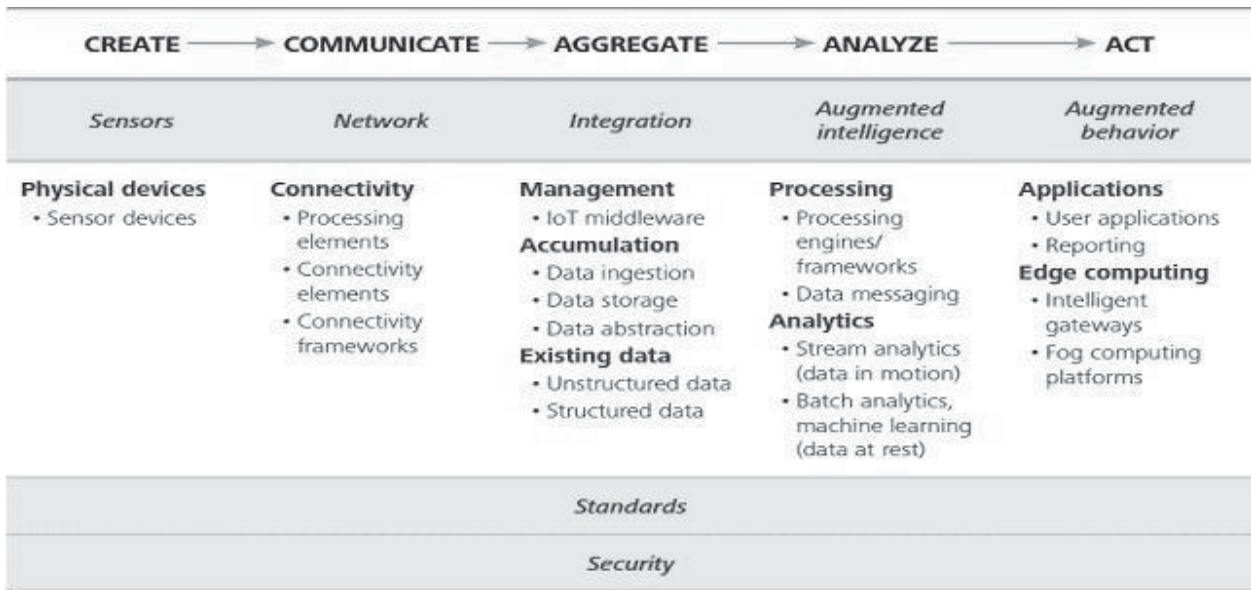 CREATE → COMMUNICATE → AGGREGATE → ANALYZE → ACT
Sensors
Network
Integration
Augmented
intelligence
Augmented
behavior
Physical devices
• Sensor devices
Connectivity
• Processing
elements
• Connectivity
elements
• Connectivity
frameworks
Management
• IoT middleware
Accumulation
• Data ingestion
• Data storage
• Data abstraction
Existing data
• Unstructured data
• Structured data
Processing
• Processing
engines/
frameworks
• Data messaging
Analytics
• Stream analytics
(data in motion)
• Batch analytics,
machine learning
(data at rest)
Applications
• User applications
• Reporting
Edge computing
• Intelligent
gateways
• Fog computing
platforms
Standards
Security